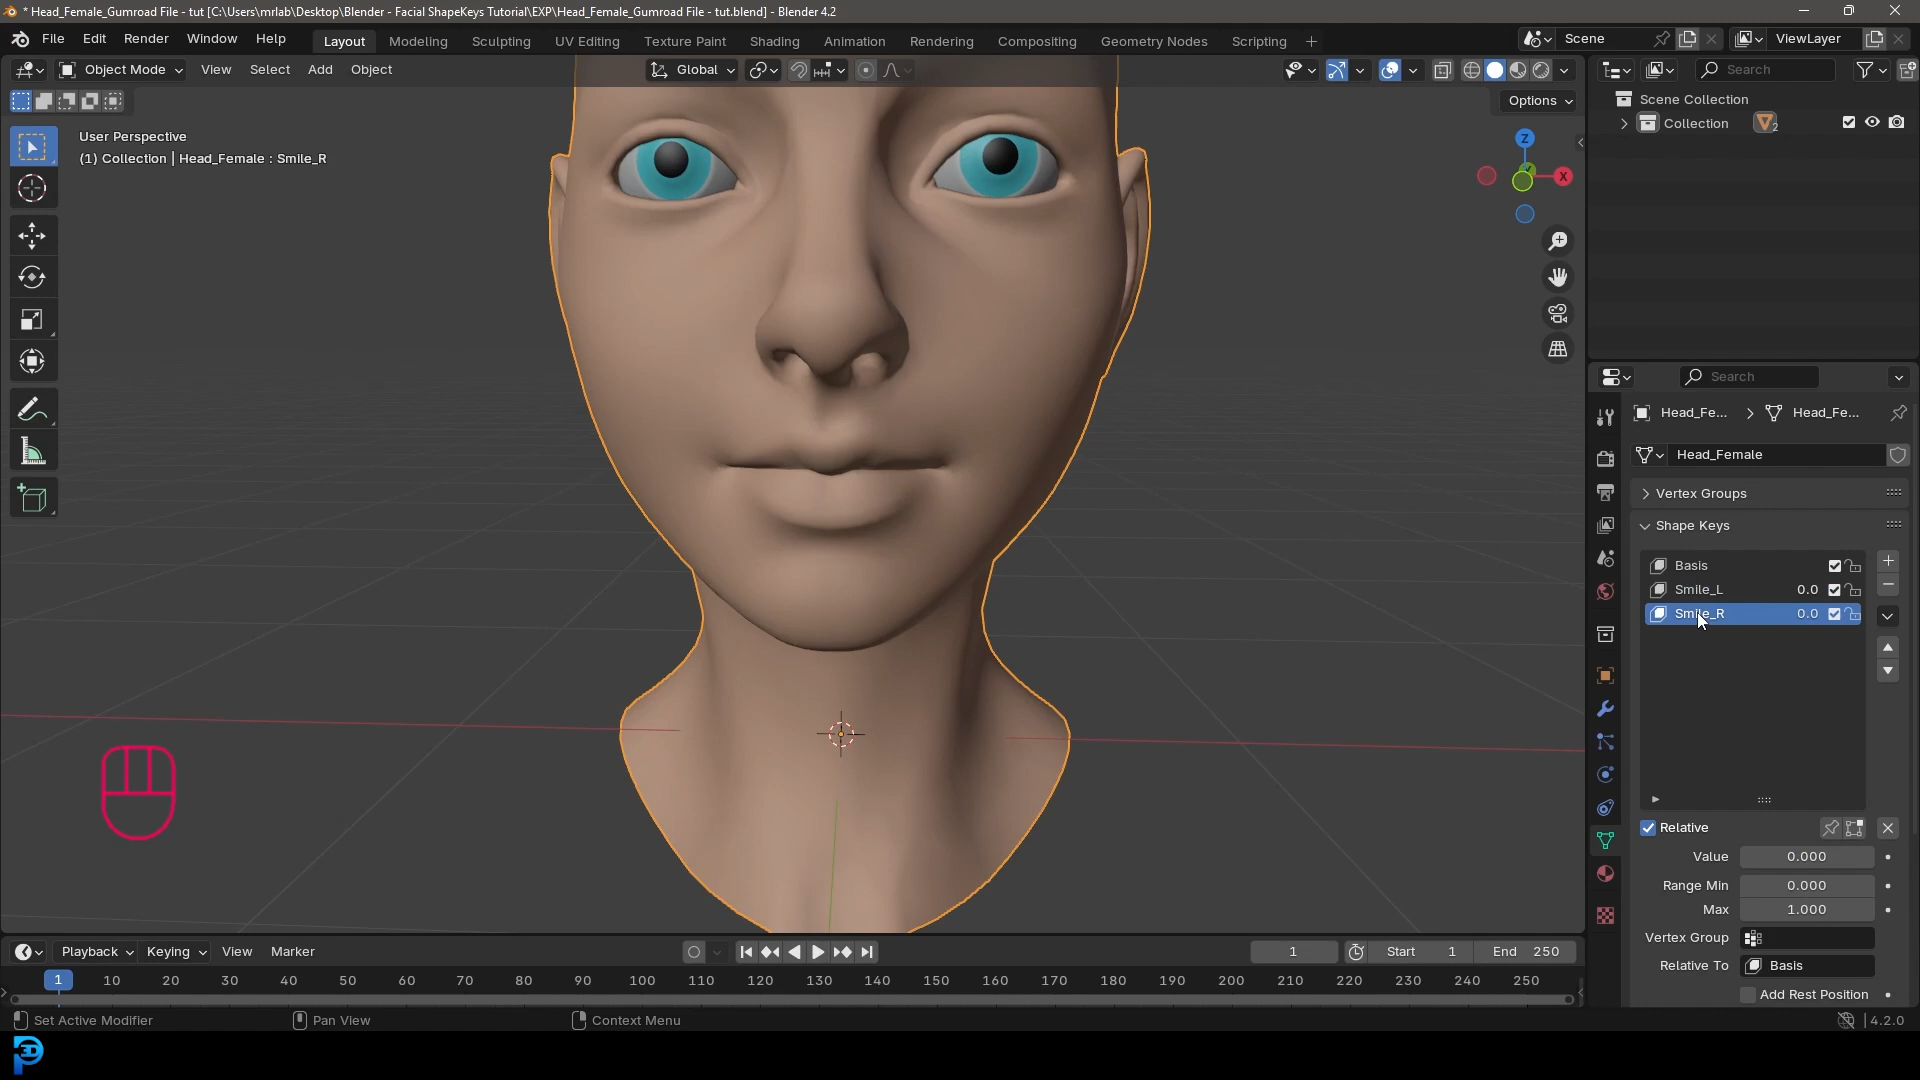 * Head_Female_Gumroad File - tut [C:\Users\mrlab\Desktop\Blender - Facial ShapeKeys Tutorial\EXP\Head_Female_Gumroad File - tut.blend] - Blender 4.2
File Edit Render Window Help Layout Modeling Sculpting UV Editing Texture Paint Shading Animation Rendering Compositing Geometry Nodes Scripting + Scene ViewLayer
Object Mode View Select Add Object Global Search
Options
Scene Collection
Collection 2
User Perspective
(1) Collection | Head_Female : Smile_R
Z
X
Search
Head_Fe... > Head_Fe...
Head_Female
Vertex Groups
Shape Keys
Basis
Smile_L 0.0
Smile_R 0.0
Relative
Value 0.000
Range Min 0.000
Max 1.000
Vertex Group
Relative To Basis
Add Rest Position
Playback Keying View Marker 1 Start 1 End 250
1 10 20 30 40 50 60 70 80 90 100 110 120 130 140 150 160 170 180 190 200 210 220 230 240 250
Set Active Modifier Pan View Context Menu 4.2.0